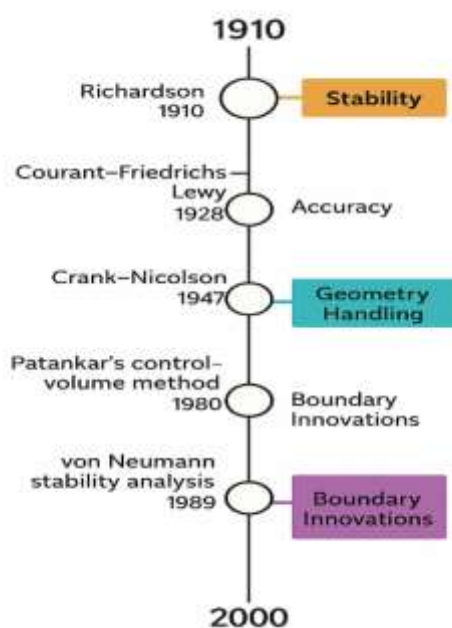 1910
Richardson
1910
Stability
Courant–Friedrichs
Lewy
1928
Accuracy
Crank–Nicolson
1947
Geometry
Handling
Patankar's control–
volume method
1980
Boundary
Innovations
von Neumann
stability analysis
1989
Boundary
Innovations
2000